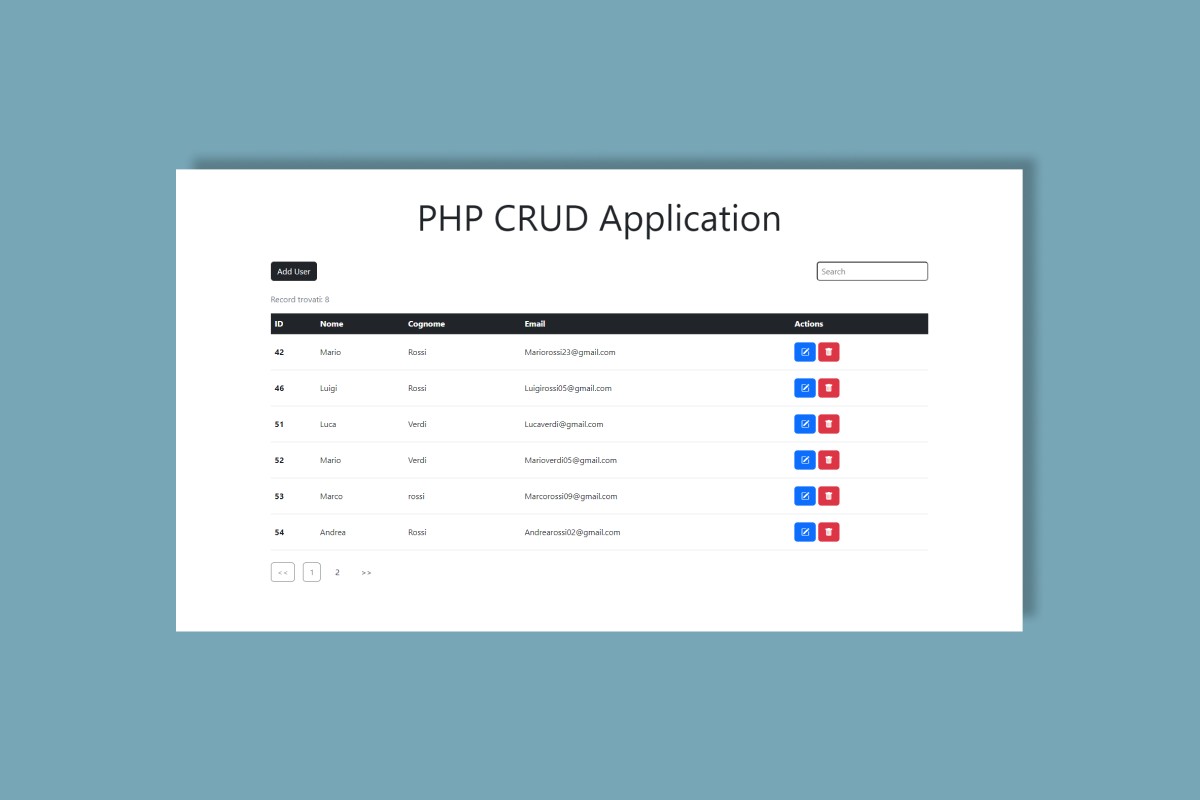 PHP CRUD Application
Add User Search
Record trovati: 8
ID Nome Cognome Email Actions
42 Mario Rossi Mariorossi23@gmail.com
46 Luigi Rossi Luigirossi05@gmail.com
51 Luca Verdi Lucaverdi@gmail.com
52 Mario Verdi Marioverdi05@gmail.com
53 Marco rossi Marcorossi09@gmail.com
54 Andrea Rossi Andrearossi02@gmail.com
<< 1 2 >>